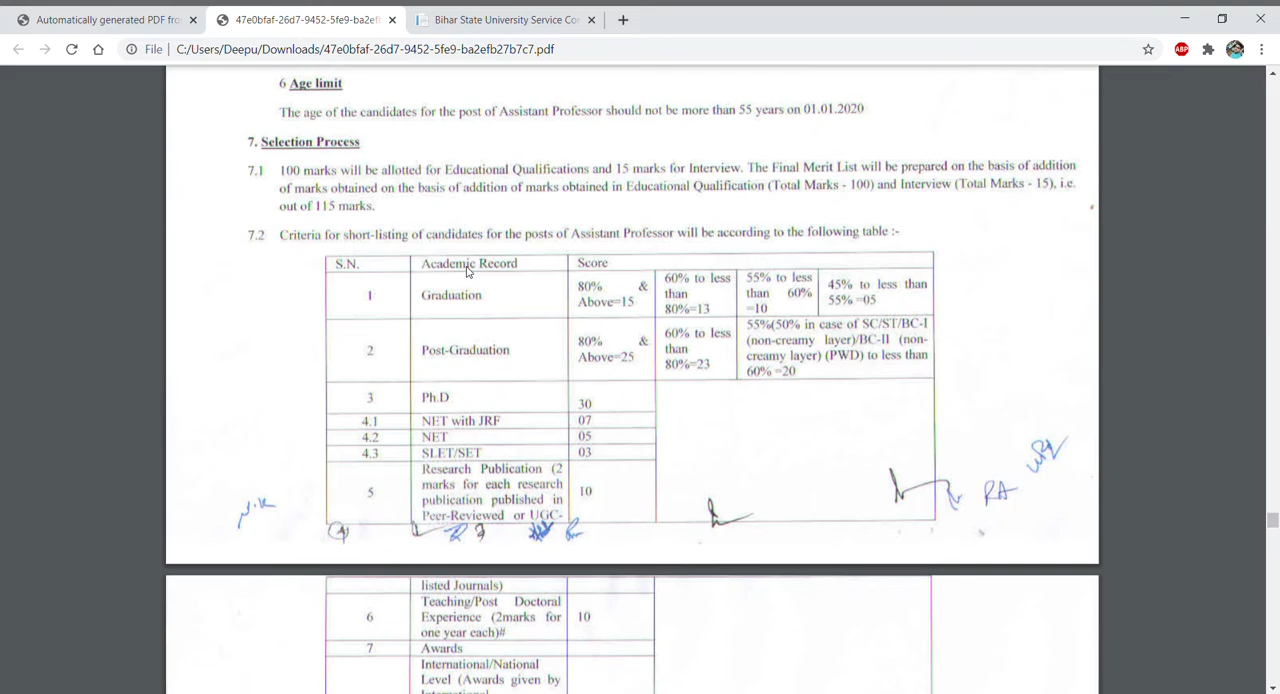 Automatically generated PDF fro
47e0bfaf-26d7-9452-5fe9-ba2ef
Bihar State University Service Co
File | C:/Users/Deepu/Downloads/47e0bfaf-26d7-9452-5fe9-ba2efb27b7c7.pdf
ABP
6 Age limit
The age of the candidates for the post of Assistant Professor should not be more than 55 years on 01.01.2020
7. Selection Process
7.1 100 marks will be allotted for Educational Qualifications and 15 marks for Interview. The Final Merit List will be prepared on the basis of addition
of marks obtained on the basis of addition of marks obtained in Educational Qualification (Total Marks - 100) and Interview (Total Marks - 15), i.e.
out of 115 marks.
7.2 Criteria for short-listing of candidates for the posts of Assistant Professor will be according to the following table :-
S.N. Academic Record Score
1 Graduation
80% &
Above=15
60% to less
than
80%=13
55% to less
than 60%
=10
45% to less than
55% =05
2 Post-Graduation
80% &
Above=25
60% to less
than
80%=23
55%(50% in case of SC/ST/BC-I
(non-creamy layer)/BC-II (non-
creamy layer) (PWD) to less than
60% =20
3 Ph.D 30
4.1 NET with JRF 07
4.2 NET 05
4.3 SLET/SET 03
5
Research Publication (2
marks for each research
publication published in
Peer-Reviewed or UGC-
10
RA
listed Journals)
6
Teaching/Post Doctoral
Experience (2marks for
one year each)#
10
7 Awards
International/National
Level (Awards given by